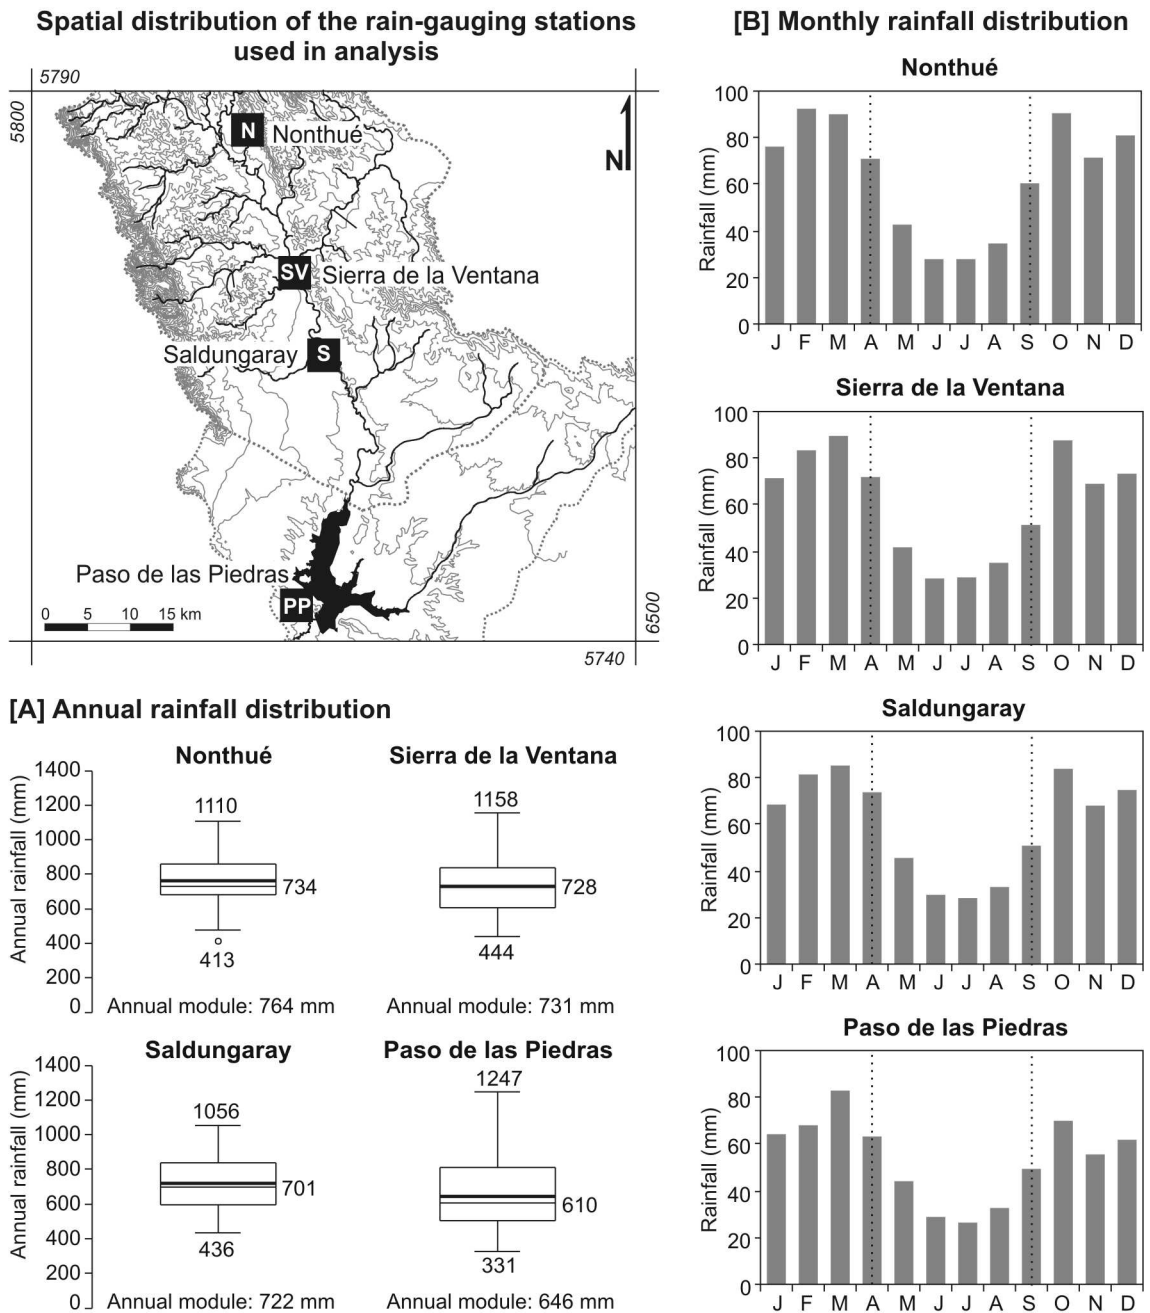 Spatial distribution of the rain-gauging stations
used in analysis
5790
5800
N
Nonthué
N
SV
Sierra de la Ventana
Saldungaray
S
Paso de las Piedras
PP
0 5 10 15 km
6500
5740
[A] Annual rainfall distribution
Nonthué
Annual rainfall (mm)
1400
1200
1000
800
600
400
200
0
1110
734
413
Annual module: 764 mm
Sierra de la Ventana
1158
728
444
Annual module: 731 mm
Saldungaray
Annual rainfall (mm)
1400
1200
1000
800
600
400
200
0
1056
701
436
Annual module: 722 mm
Paso de las Piedras
1247
610
331
Annual module: 646 mm
[B] Monthly rainfall distribution
Nonthué
Rainfall (mm)
100
80
60
40
20
0
J F M A M J J A S O N D
Sierra de la Ventana
Rainfall (mm)
100
80
60
40
20
0
J F M A M J J A S O N D
Saldungaray
Rainfall (mm)
100
80
60
40
20
0
J F M A M J J A S O N D
Paso de las Piedras
Rainfall (mm)
100
80
60
40
20
0
J F M A M J J A S O N D